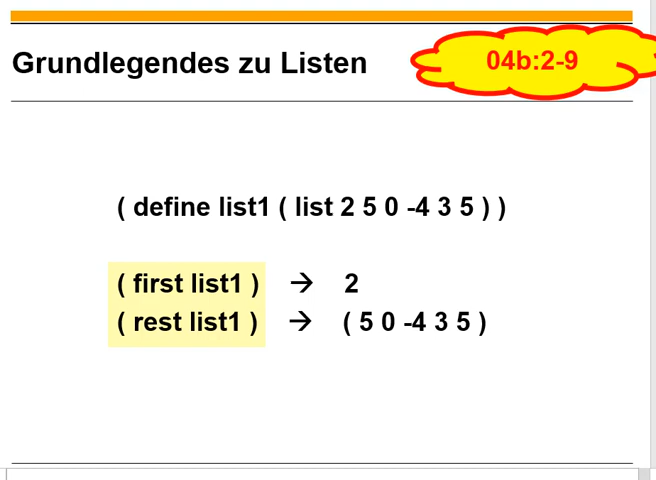 Grundlegendes zu Listen
04b:2-9
( define list1 ( list 2 5 0 -4 3 5 ) )
( first list1 ) → 2
( rest list1 ) → ( 5 0 -4 3 5 )